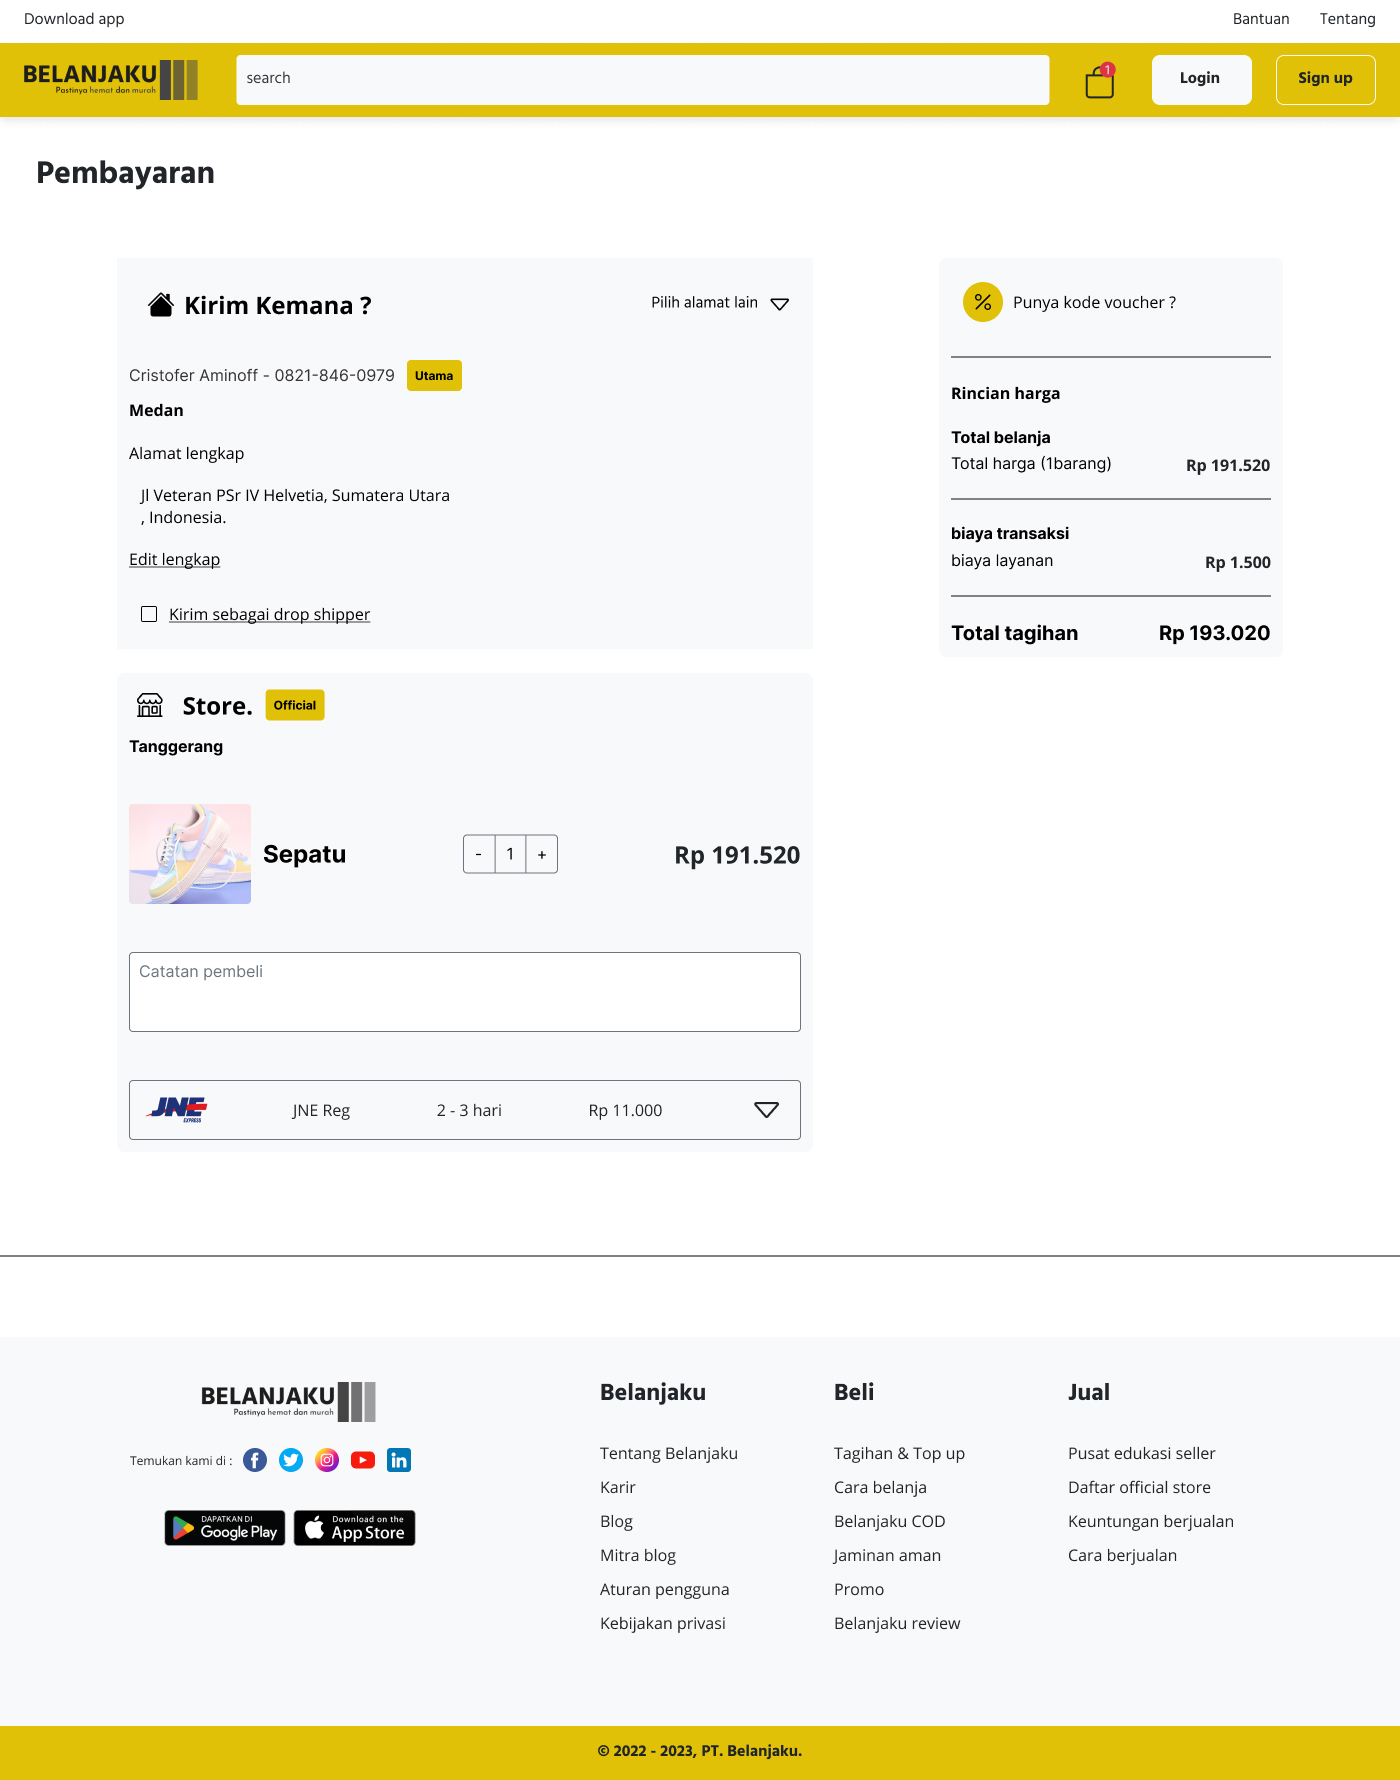 Download app
Bantuan
Tentang
BELANJAKU
Pastinya hemat dan murah
search
1
Login
Sign up
Pembayaran
Kirim Kemana ?
Pilih alamat lain
Cristofer Aminoff - 0821-846-0979
Utama
Medan
Alamat lengkap
Jl Veteran PSr IV Helvetia, Sumatera Utara
, Indonesia.
Edit lengkap
Kirim sebagai drop shipper
Punya kode voucher ?
Rincian harga
Total belanja
Total harga (1barang)
Rp 191.520
biaya transaksi
biaya layanan
Rp 1.500
Total tagihan
Rp 193.020
Store.
Official
Tanggerang
Sepatu
- 1 +
Rp 191.520
Catatan pembeli
JNE
EXPRESS
JNE Reg
2 - 3 hari
Rp 11.000
BELANJAKU
Pastinya hemat dan murah
Temukan kami di :
DAPATKAN DI
Google Play
Download on the
App Store
Belanjaku
Tentang Belanjaku
Karir
Blog
Mitra blog
Aturan pengguna
Kebijakan privasi
Beli
Tagihan & Top up
Cara belanja
Belanjaku COD
Jaminan aman
Promo
Belanjaku review
Jual
Pusat edukasi seller
Daftar official store
Keuntungan berjualan
Cara berjualan
© 2022 - 2023, PT. Belanjaku.